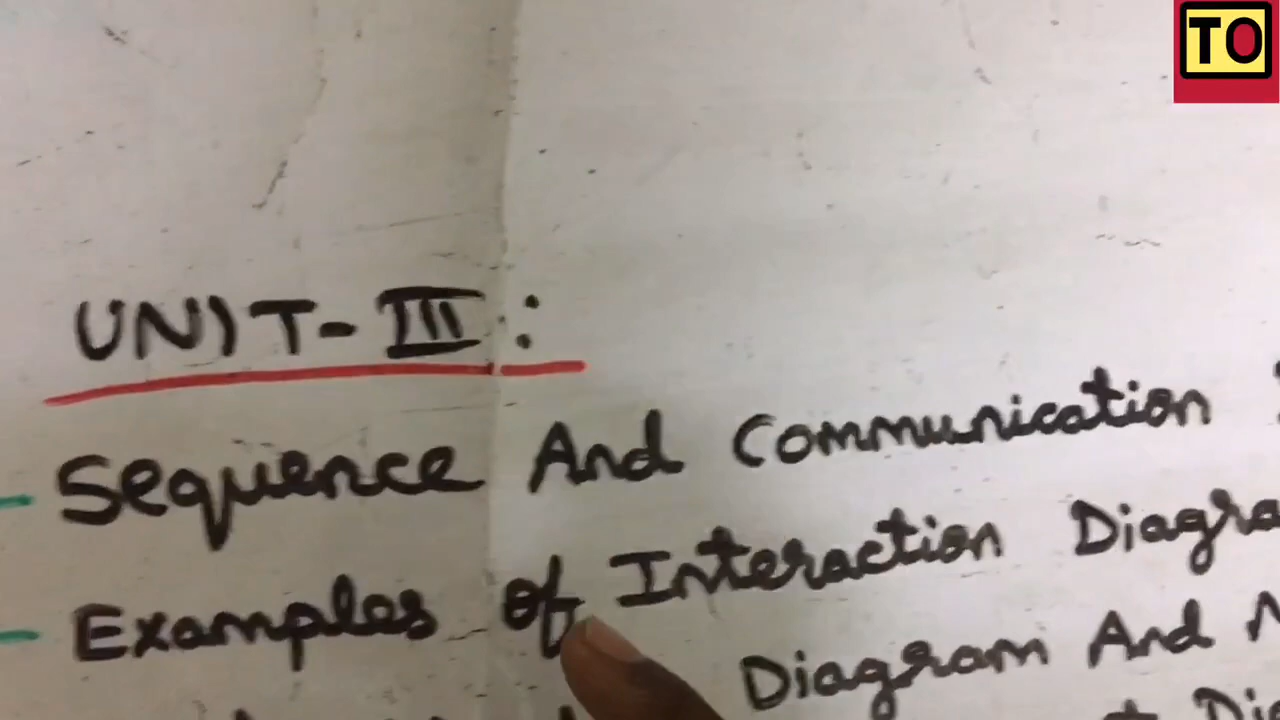 TO
UNIT-III :
- Sequence And Communication
- Examples of Interaction Diagra
Diagram And